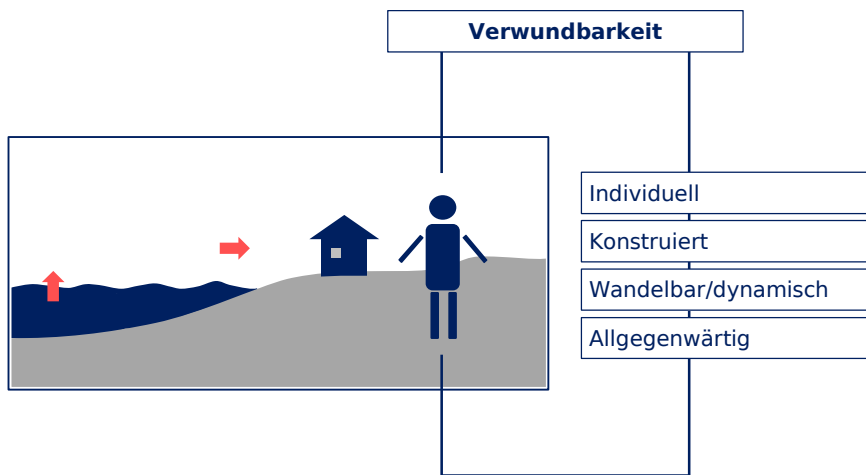 Verwundbarkeit
Individuell
Konstruiert
Wandelbar/dynamisch
Allgegenwärtig